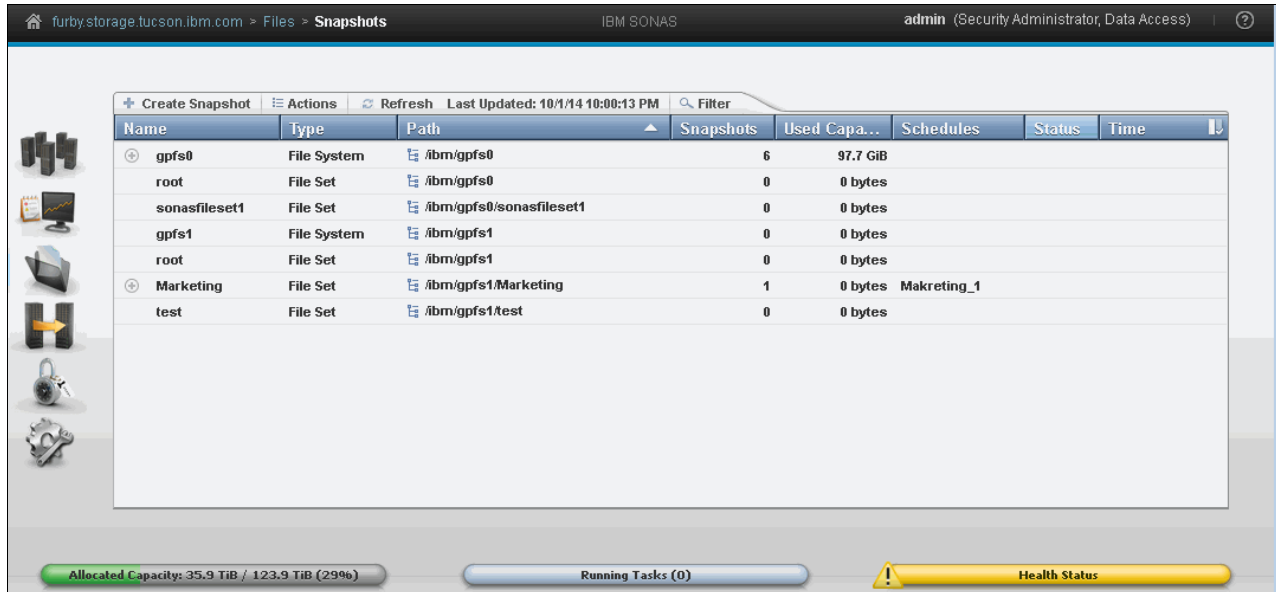 furby.storage.tucson.ibm.com > Files > Snapshots IBM SONAS admin (Security Administrator, Data Access) | ?
Create Snapshot Actions Refresh Last Updated: 10/1/14 10:00:13 PM Filter
Name Type Path Snapshots Used Capa... Schedules Status Time
gpfs0 File System /ibm/gpfs0 6 97.7 GiB
root File Set /ibm/gpfs0 0 0 bytes
sonasfileset1 File Set /ibm/gpfs0/sonasfileset1 0 0 bytes
gpfs1 File System /ibm/gpfs1 0 0 bytes
root File Set /ibm/gpfs1 0 0 bytes
Marketing File Set /ibm/gpfs1/Marketing 1 0 bytes Makreting_1
test File Set /ibm/gpfs1/test 0 0 bytes
Allocated Capacity: 35.9 TiB / 123.9 TiB (29%) Running Tasks (0) Health Status